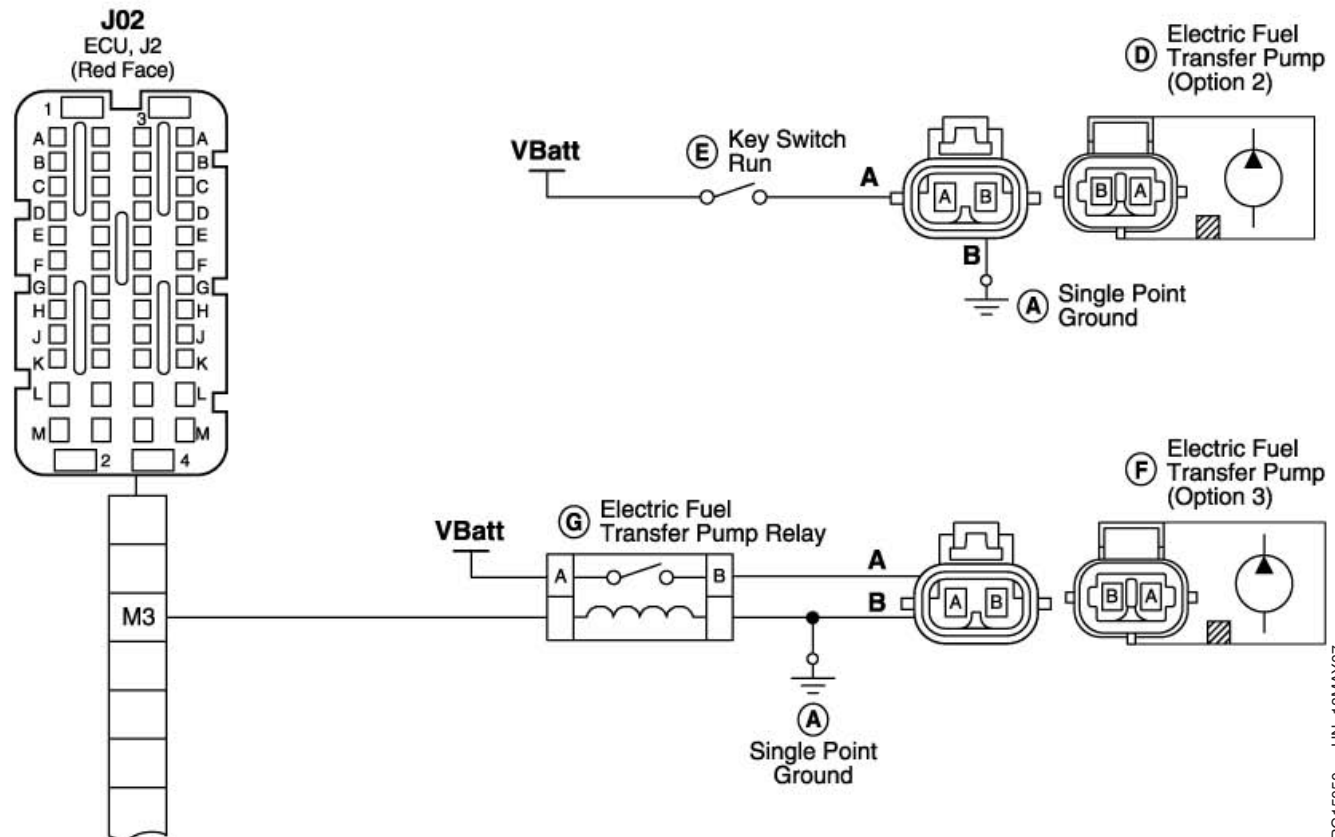 J02
ECU, J2
(Red Face)
1
3
A
A
B
B
C
C
D
D
E
E
F
F
G
G
H
H
J
J
K
K
L
L
M
M
2
4
M3
D
Electric Fuel
Transfer Pump
(Option 2)
VBatt
E
Key Switch
Run
A
A B
B A
B
A
Single Point
Ground
F
Electric Fuel
Transfer Pump
(Option 3)
VBatt
G
Electric Fuel
Transfer Pump Relay
A
B
A
B
A B
B A
A
Single Point
Ground